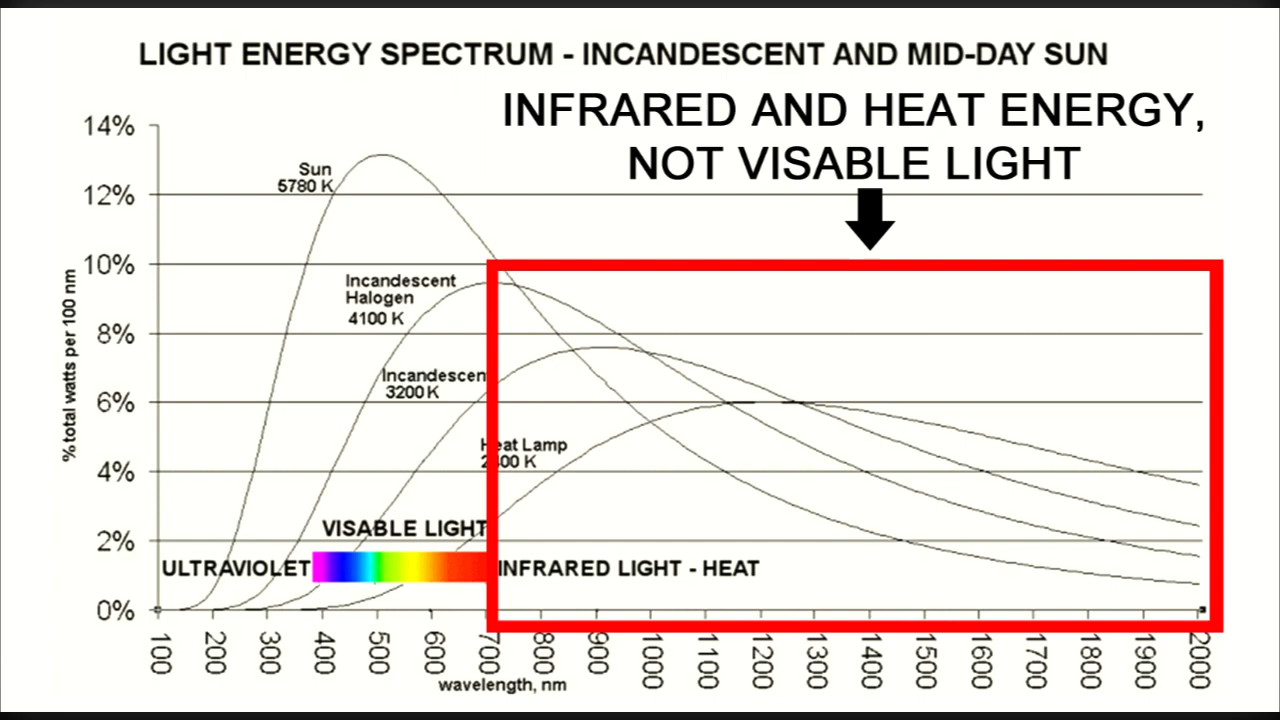 LIGHT ENERGY SPECTRUM - INCANDESCENT AND MID-DAY SUN
INFRARED AND HEAT ENERGY,
NOT VISABLE LIGHT
14%
12%
10%
8%
6%
4%
2%
0%
% total watts per 100 nm
Sun
5780 K
Incandescent
Halogen
4100 K
Incandescen
3200 K
Heat Lamp
K
VISABLE LIGHT
ULTRAVIOLET
INFRARED LIGHT - HEAT
100
200
300
400
500
600
700
800
900
1000
1100
1200
1300
1400
1500
1600
1700
1800
1900
2000
wavelength, nm